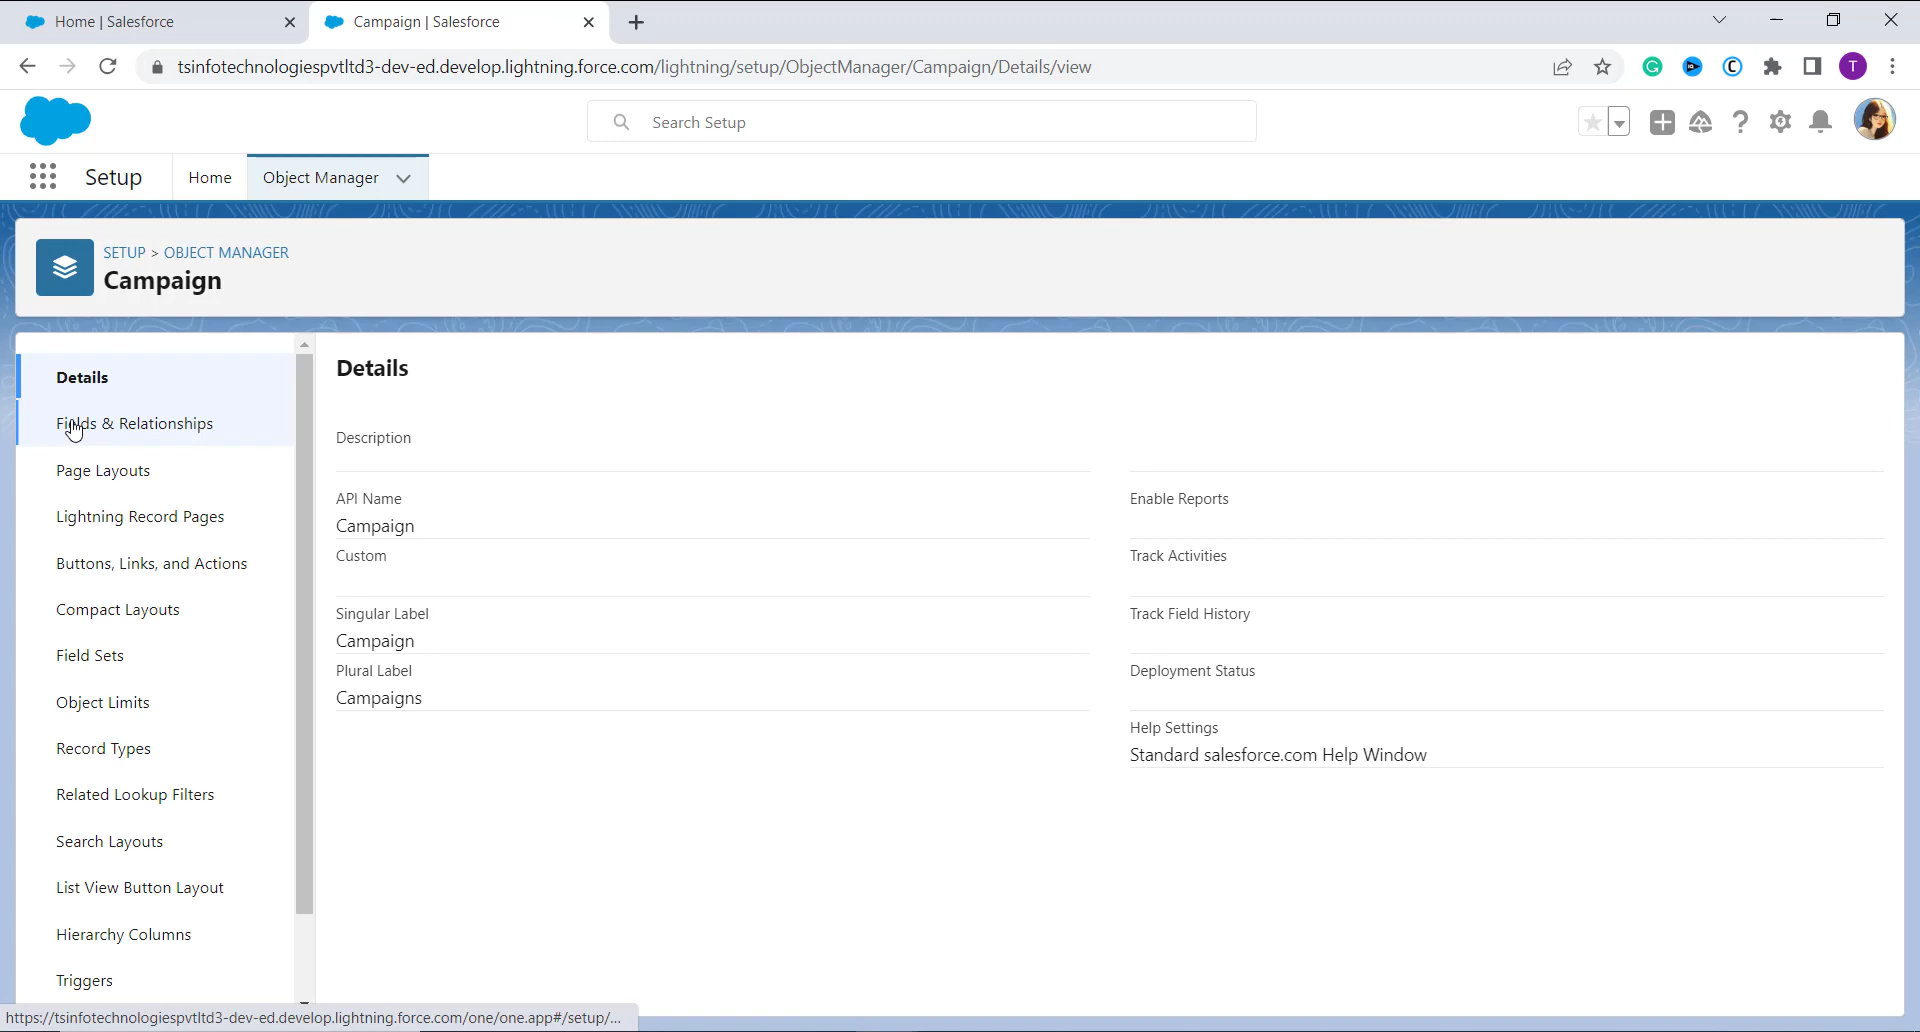 Home | Salesforce
Campaign | Salesforce
tsinfotechnologiespvtltd3-dev-ed.develop.lightning.force.com/lightning/setup/ObjectManager/Campaign/Details/view
T
Search Setup
Setup
Home
Object Manager
SETUP > OBJECT MANAGER
Campaign
Details
Fields & Relationships
Page Layouts
Lightning Record Pages
Buttons, Links, and Actions
Compact Layouts
Field Sets
Object Limits
Record Types
Related Lookup Filters
Search Layouts
List View Button Layout
Hierarchy Columns
Triggers
Details
Description
API Name
Campaign
Custom
Singular Label
Campaign
Plural Label
Campaigns
Enable Reports
Track Activities
Track Field History
Deployment Status
Help Settings
Standard salesforce.com Help Window
https://tsinfotechnologiespvtltd3-dev-ed.develop.lightning.force.com/one/one.app#/setup/...